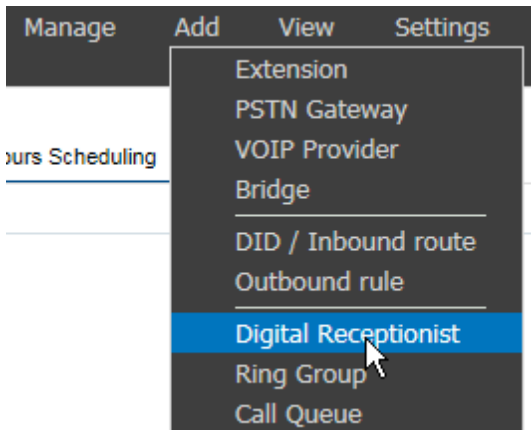 Manage Add View Settings
Extension
PSTN Gateway
ours Scheduling
VOIP Provider
Bridge
DID / Inbound route
Outbound rule
Digital Receptionist
Ring Group
Call Queue